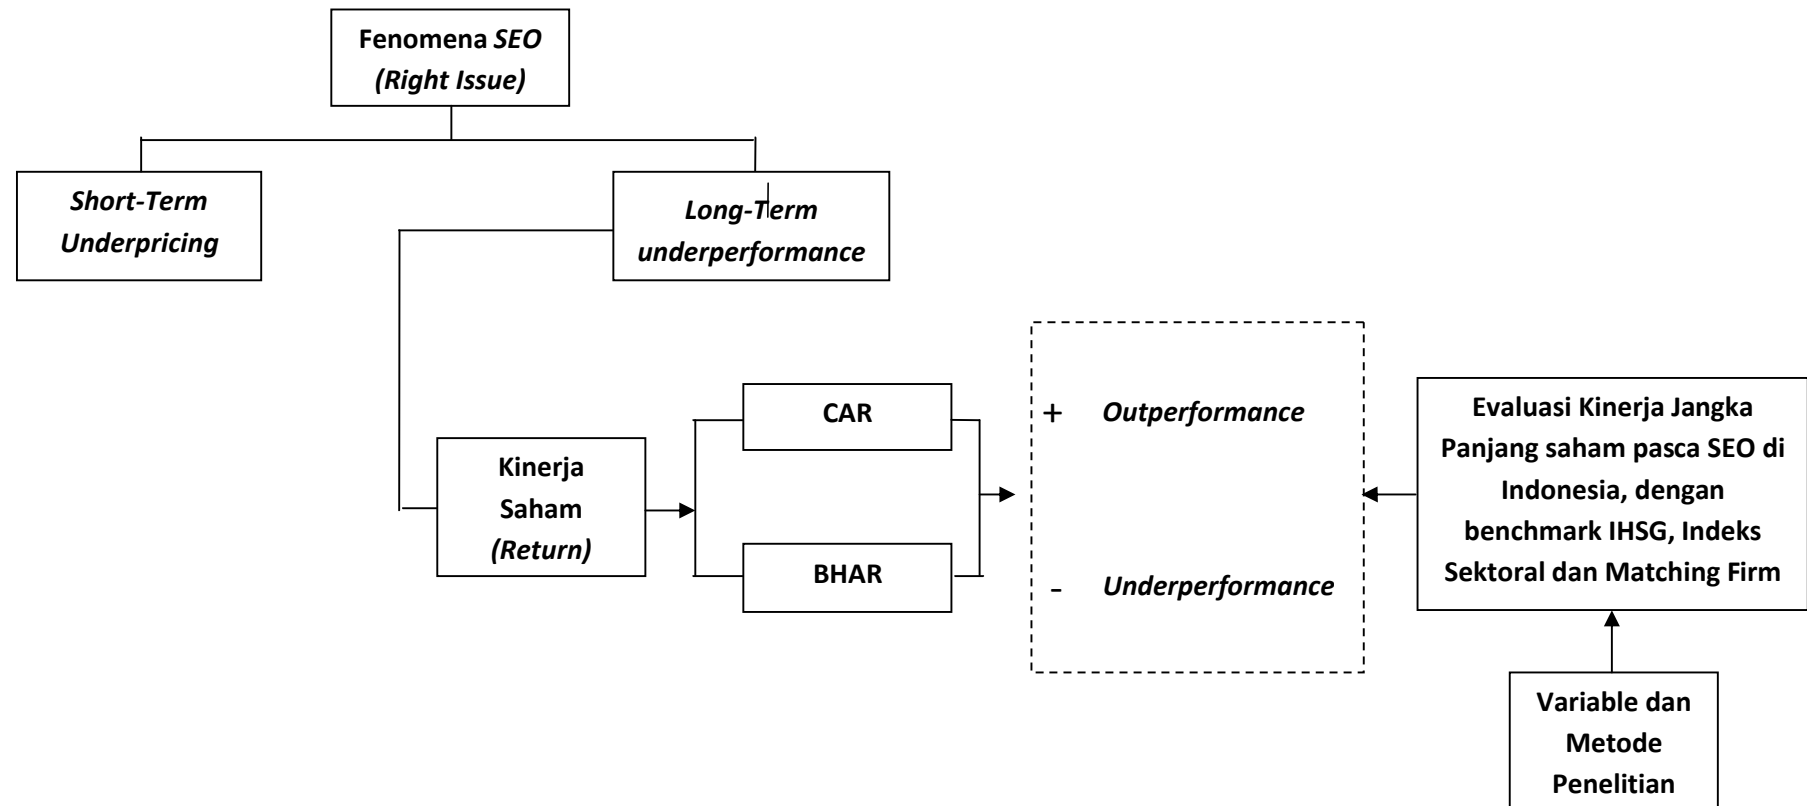 Fenomena SEO
(Right Issue)
Short-Term
Underpricing
Long-Term
underperformance
Kinerja
Saham
(Return)
CAR
BHAR
+ Outperformance
- Underperformance
Evaluasi Kinerja Jangka
Panjang saham pasca SEO di
Indonesia, dengan
benchmark IHSG, Indeks
Sektoral dan Matching Firm
Variable dan
Metode
Penelitian